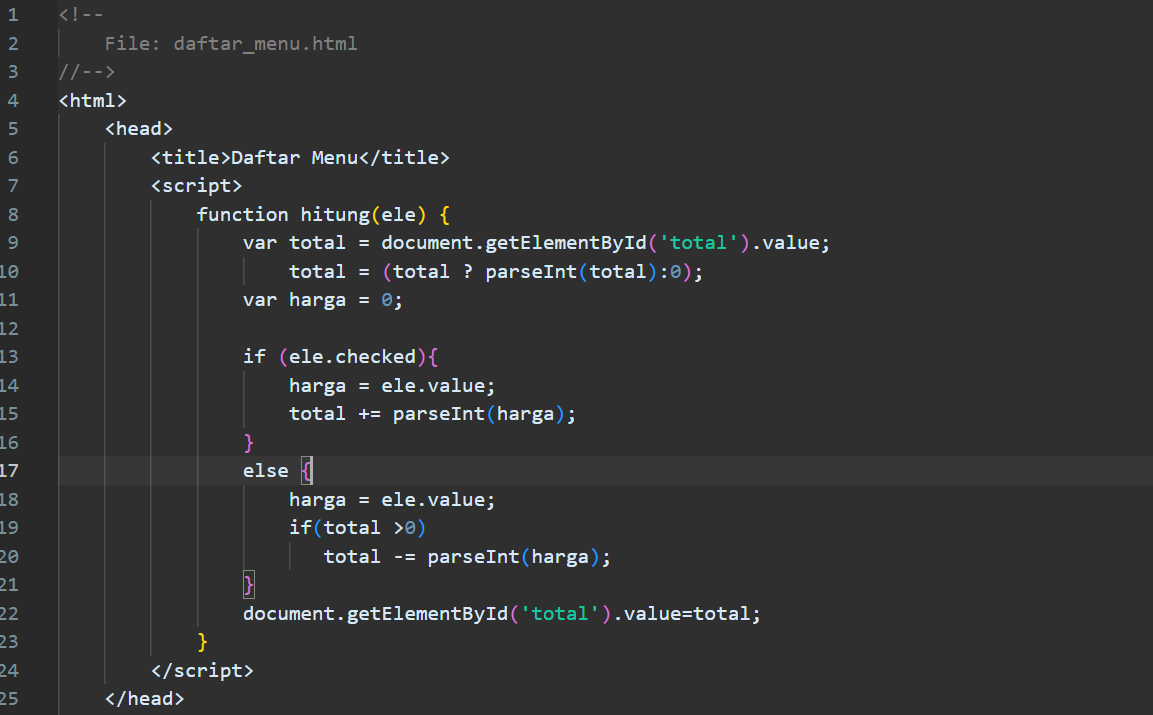 1 <!--
2     File: daftar_menu.html
3 //-->
4 <html>
5     <head>
6         <title>Daftar Menu</title>
7         <script>
8             function hitung(ele) {
9                 var total = document.getElementById('total').value;
10                     total = (total ? parseInt(total):0);
11                 var harga = 0;
12
13                 if (ele.checked){
14                     harga = ele.value;
15                     total += parseInt(harga);
16                 }
17                 else {
18                     harga = ele.value;
19                     if(total >0)
20                        total -= parseInt(harga);
21                 }
22                 document.getElementById('total').value=total;
23             }
24         </script>
25     </head>